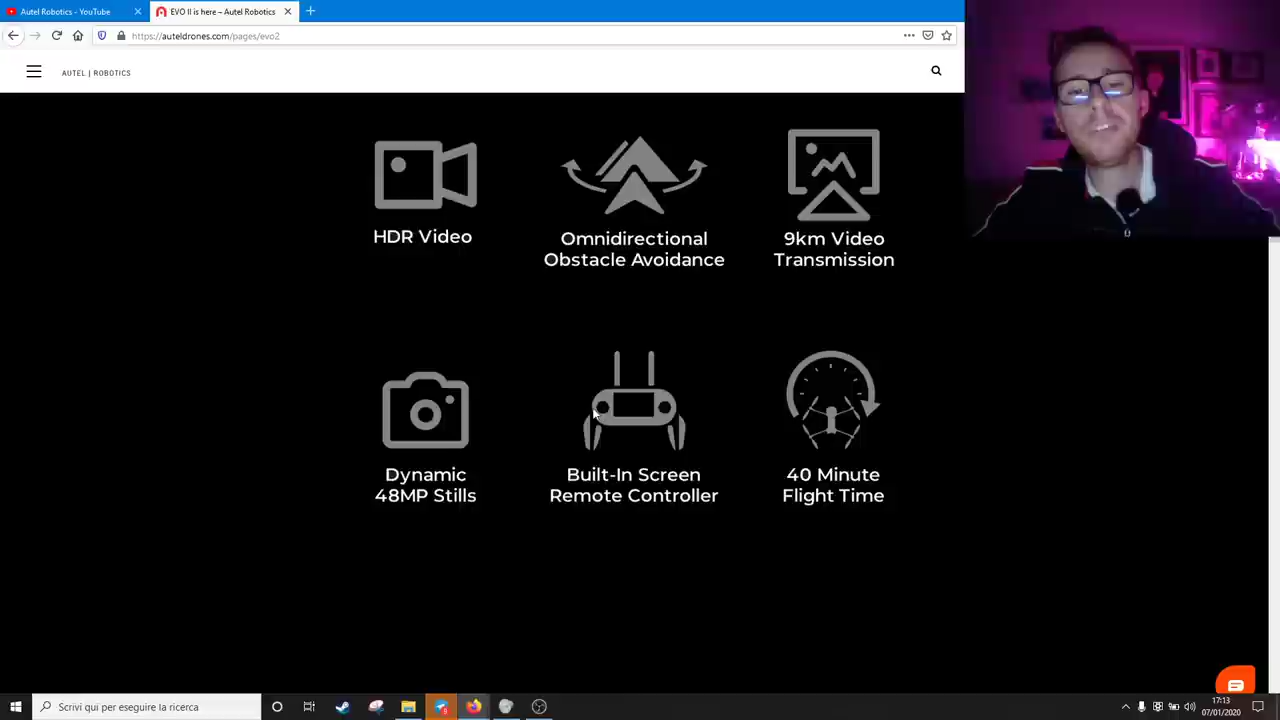 Autel Robotics - YouTube
EVO II is here – Autel Robotics
https://auteldrones.com/pages/evo2
AUTEL | ROBOTICS
HDR Video
Omnidirectional
Obstacle Avoidance
9km Video
Transmission
Dynamic
48MP Stills
Built-In Screen
Remote Controller
40 Minute
Flight Time
Scrivi qui per eseguire la ricerca
17:13
07/01/2020